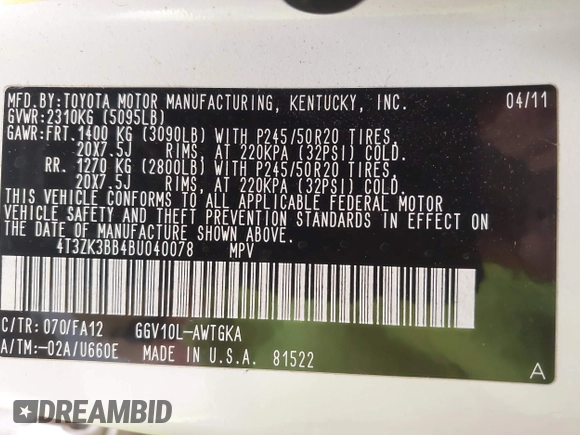 MFD.BY:TOYOTA MOTOR MANUFACTURING, KENTUCKY, INC. 04/11
GVWR:2310KG (5095LB)
GAWR:FRT. 1400 KG (3090LB) WITH P245/50R20 TIRES,
20X7.5J RIMS, AT 220KPA (32PSI) COLD.
RR. 1270 KG (2800LB) WITH P245/50R20 TIRES,
20X7.5J RIMS, AT 220KPA (32PSI) COLD.
THIS VEHICLE CONFORMS TO ALL APPLICABLE FEDERAL MOTOR
VEHICLE SAFETY AND THEFT PREVENTION STANDARDS IN EFFECT ON
THE DATE OF MANUFACTURE SHOWN ABOVE.
4T3ZK3BB4BU040078 MPV
C/TR: 070/FA12 GGV10L-AWTGKA
A/TM:-02A/U660E MADE IN U.S.A. 81522 A
DREAMBID